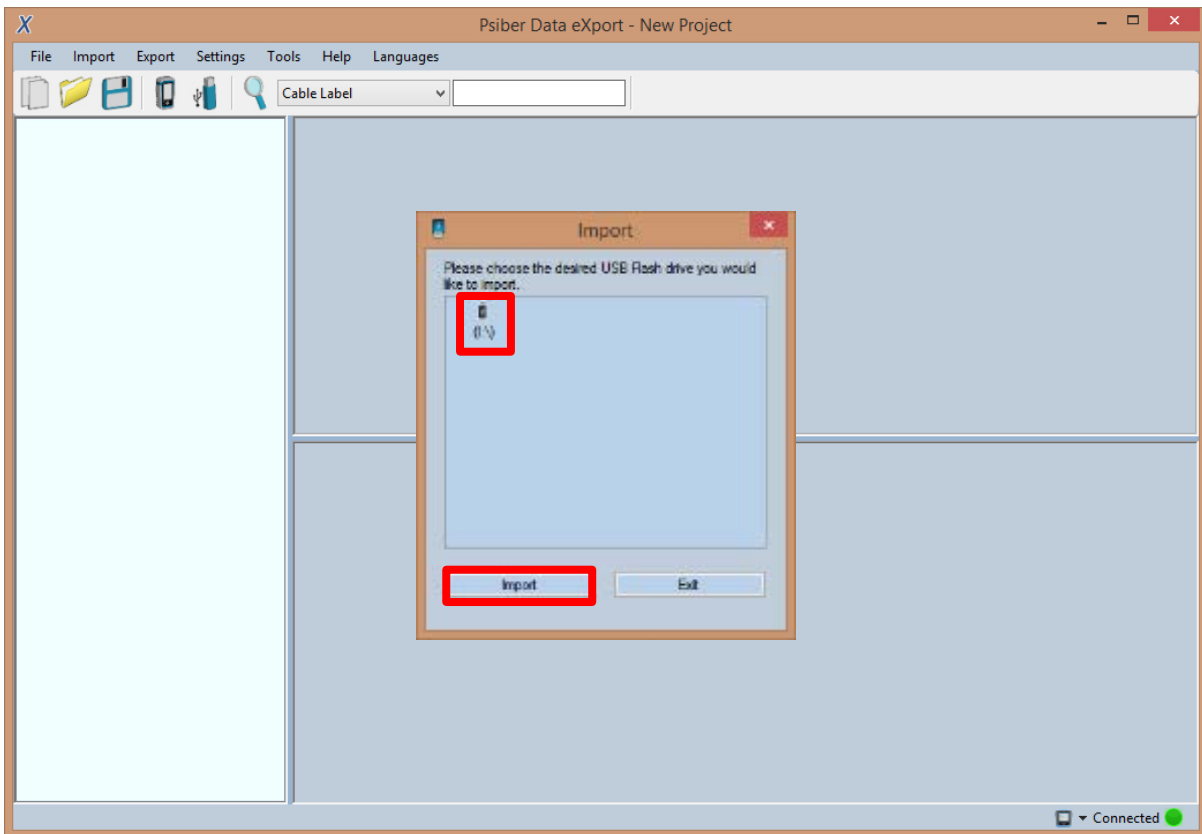 X
Psiber Data eXport - New Project
File Import Export Settings Tools Help Languages
Cable Label
Import
Please choose the desired USB Flash drive you would
like to import.
Import Exit
Connected